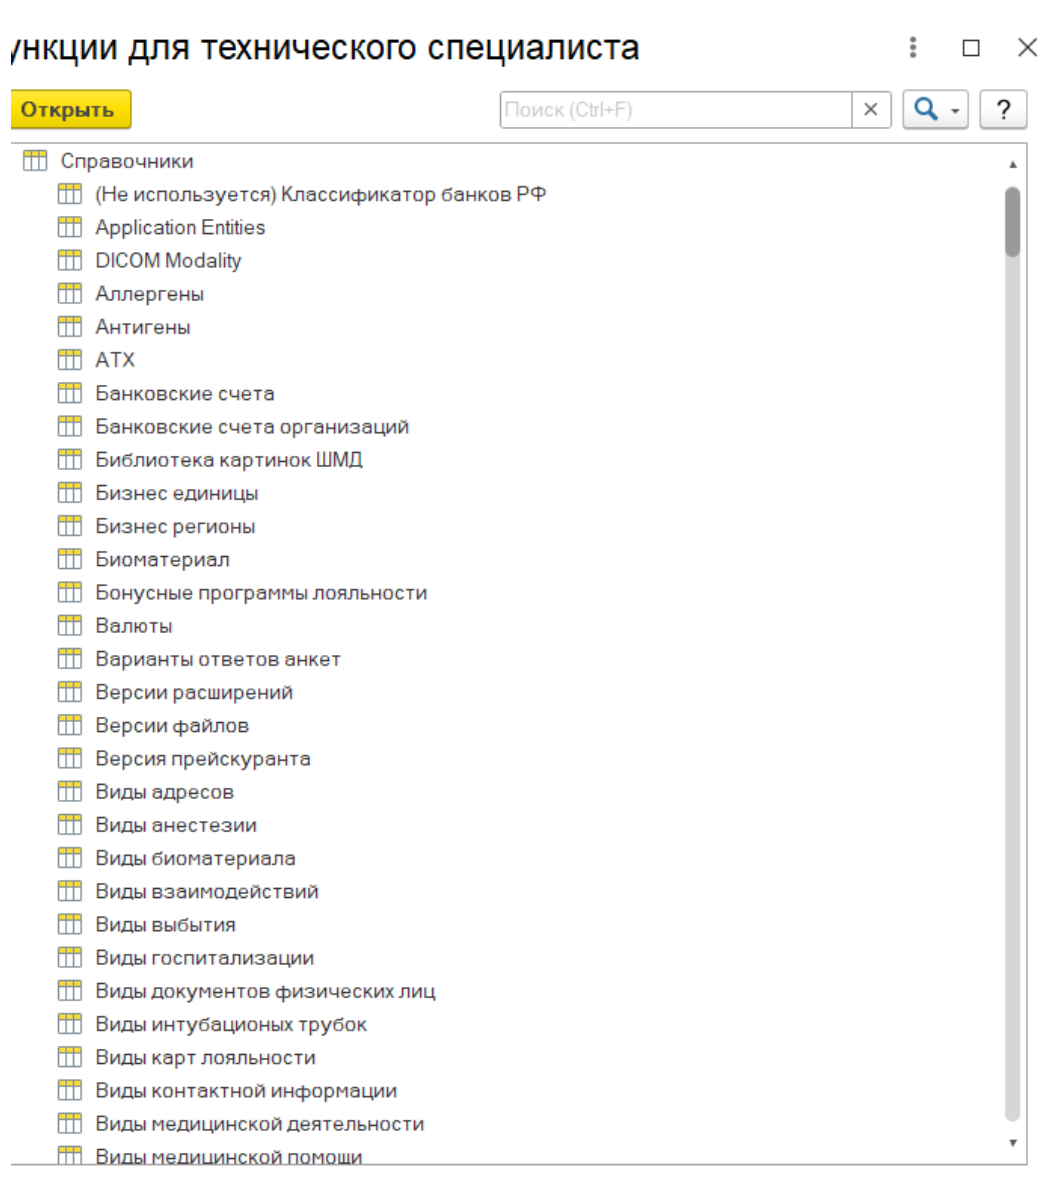 ункции для технического специалиста
Открыть
Поиск (Ctrl+F)
?
Справочники
(Не используется) Классификатор банков РФ
Application Entities
DICOM Modality
Аллергены
Антигены
АТХ
Банковские счета
Банковские счета организаций
Библиотека картинок ШМД
Бизнес единицы
Бизнес регионы
Биоматериал
Бонусные программы лояльности
Валюты
Варианты ответов анкет
Версии расширений
Версии файлов
Версия прейскуранта
Виды адресов
Виды анестезии
Виды биоматериала
Виды взаимодействий
Виды выбытия
Виды госпитализации
Виды документов физических лиц
Виды интубационых трубок
Виды карт лояльности
Виды контактной информации
Виды медицинской деятельности
Виды медицинской помощи